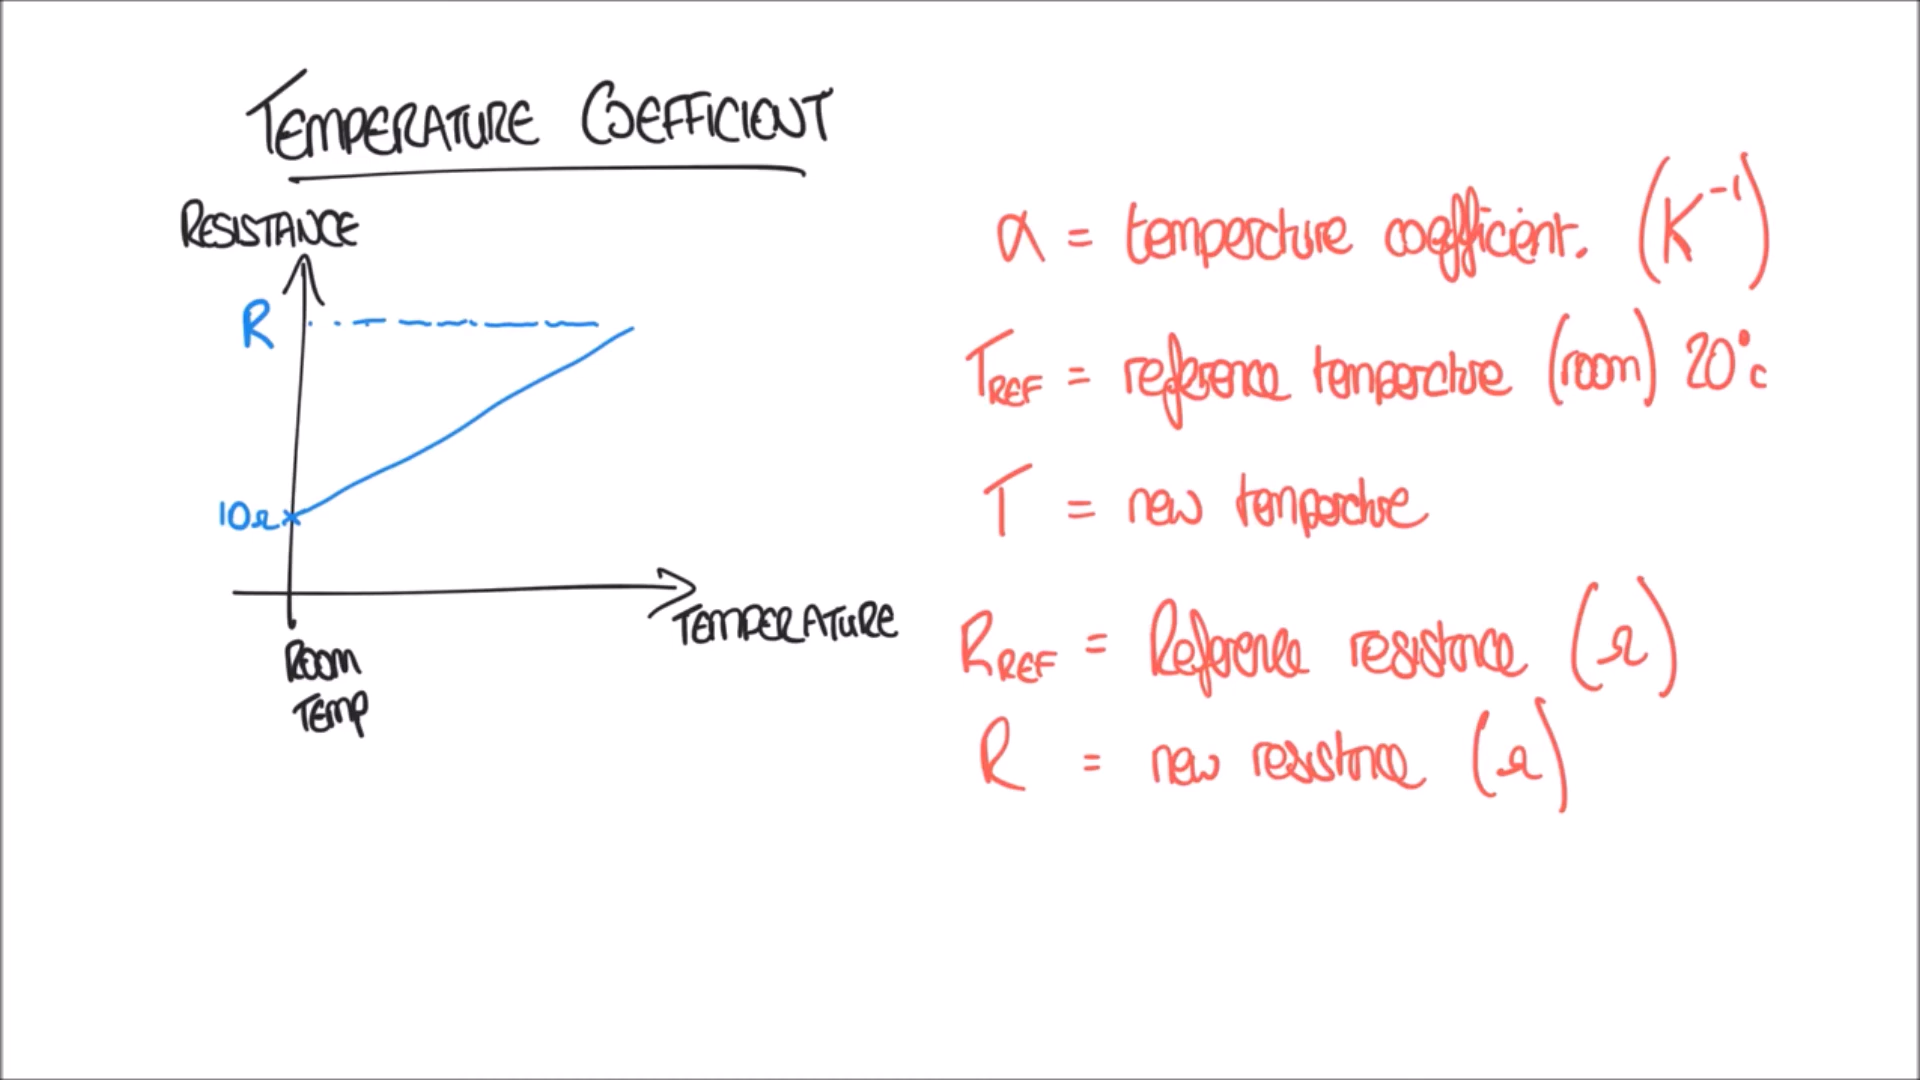 TEMPERATURE COEFFICIENT
RESISTANCE
R
10Ω
TEMPERATURE
ROOM
TEMP
α = temperature coefficient. (K⁻¹)
T_REF = reference temperature (room) 20°c
T = new temperature
R_REF = Reference resistance (Ω)
R = new resistance (Ω)